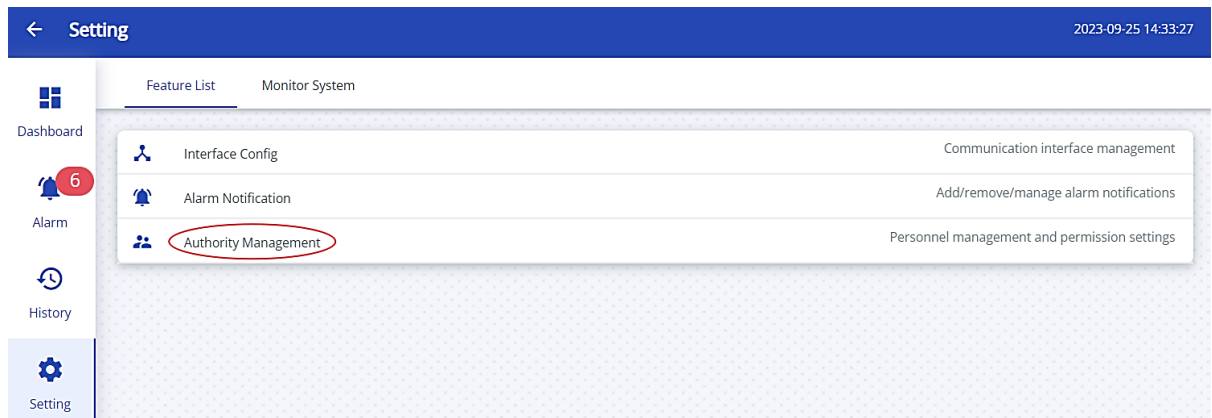 Setting
2023-09-25 14:33:27
Feature List
Monitor System
Dashboard
Interface Config
Communication interface management
6
Alarm
Alarm Notification
Add/remove/manage alarm notifications
Authority Management
Personnel management and permission settings
History
Setting